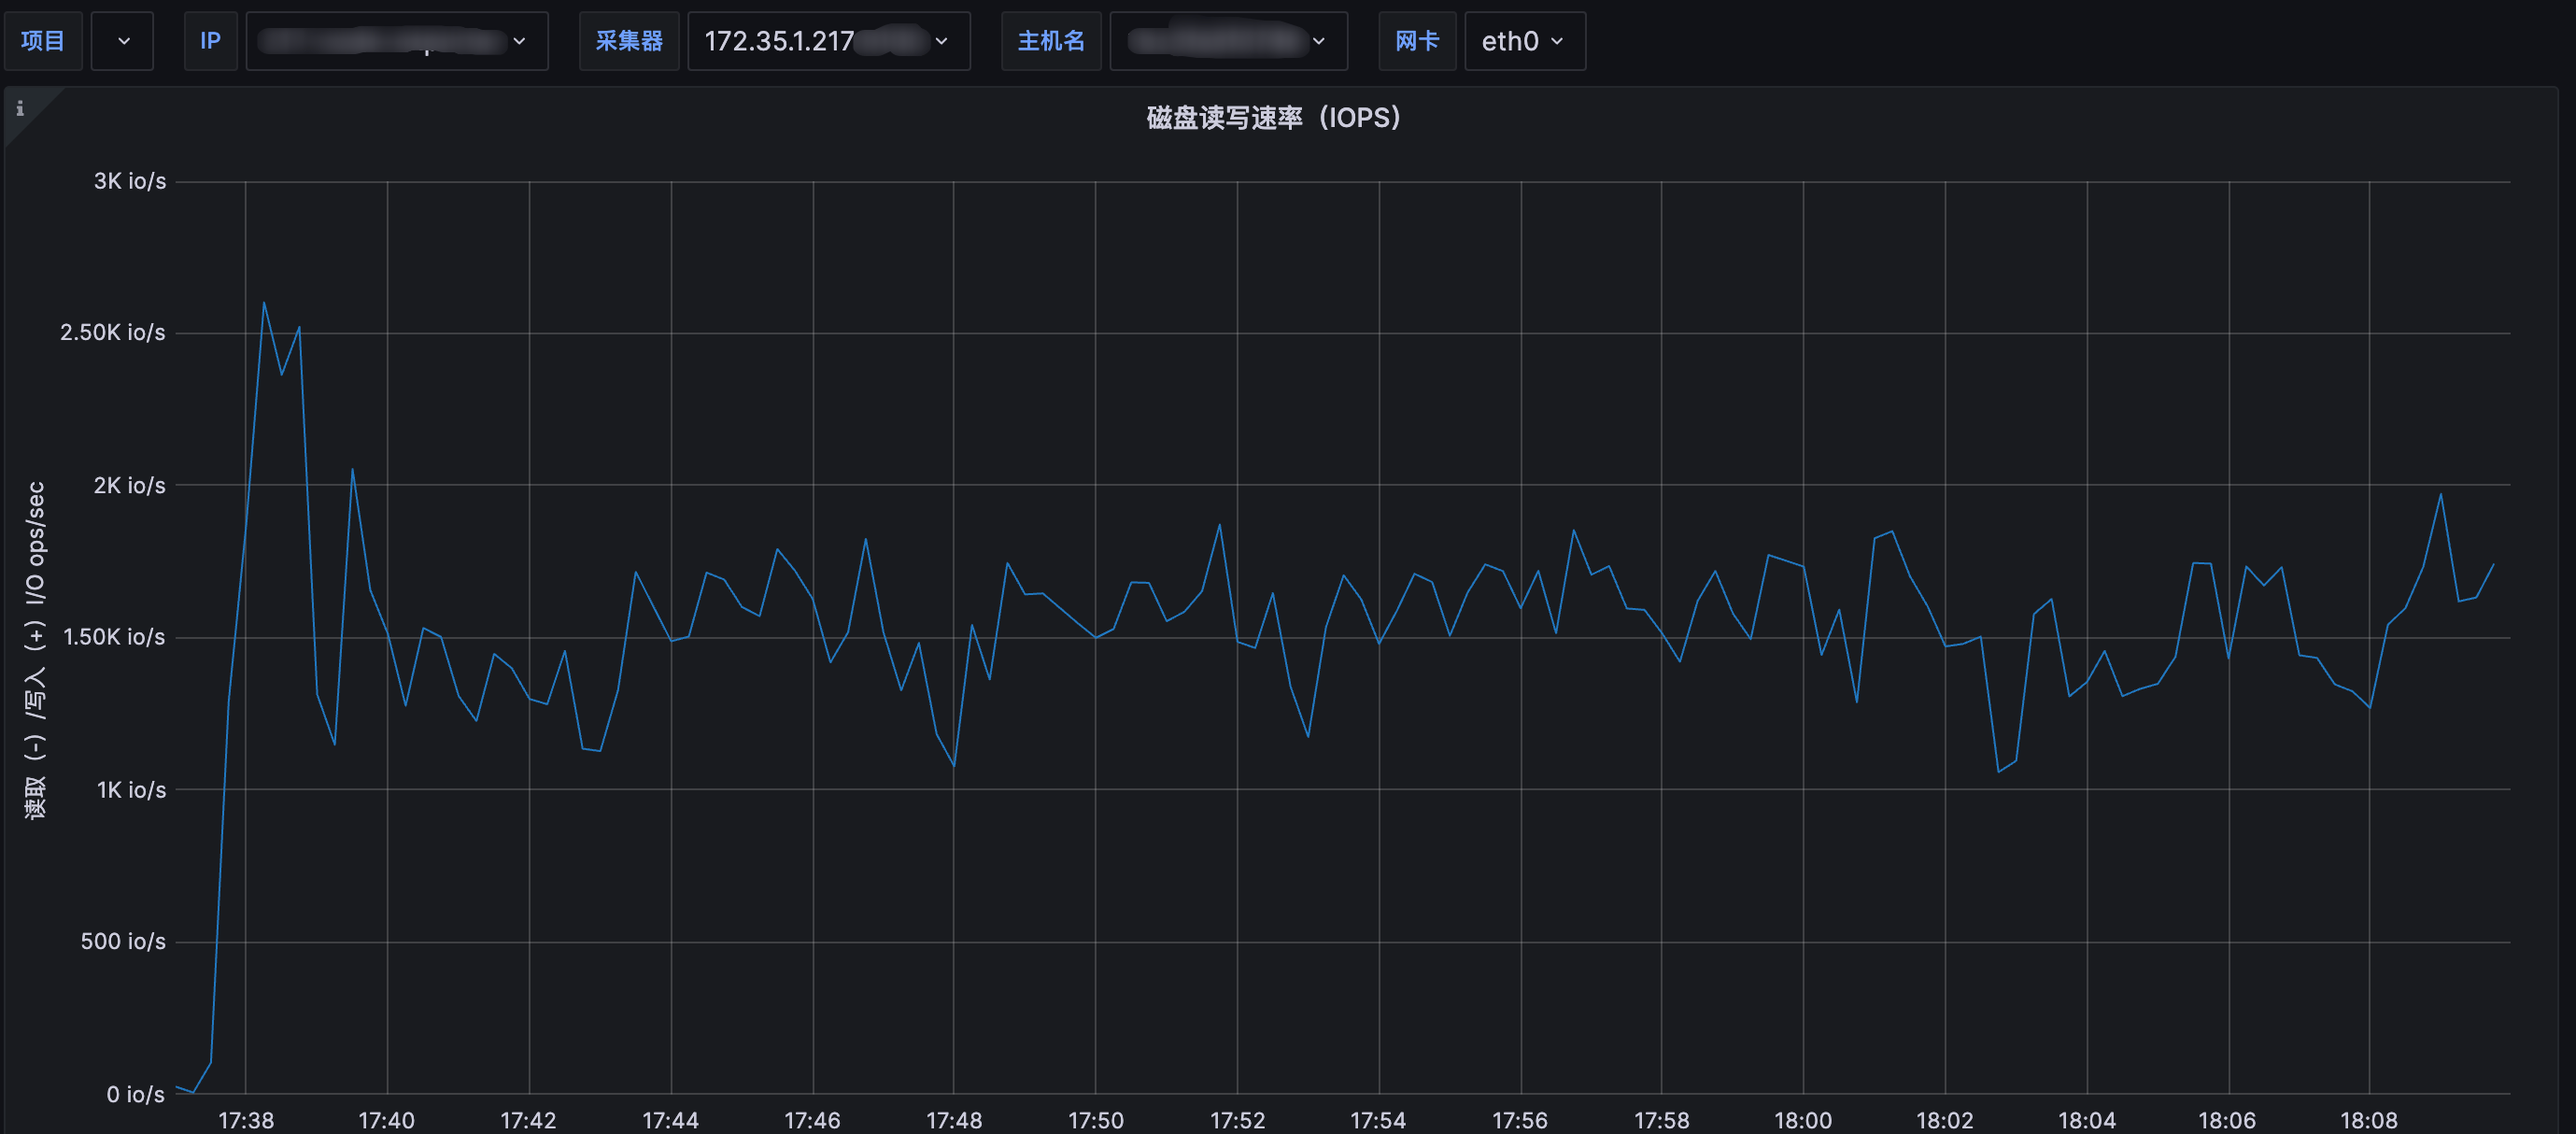 项目 IP 采集器 172.35.1.217 主机名 网卡 eth0
i
磁盘读写速率（IOPS）
读取（-）/写入（+）I/O ops/sec
3K io/s
2.50K io/s
2K io/s
1.50K io/s
1K io/s
500 io/s
0 io/s
17:38 17:40 17:42 17:44 17:46 17:48 17:50 17:52 17:54 17:56 17:58 18:00 18:02 18:04 18:06 18:08